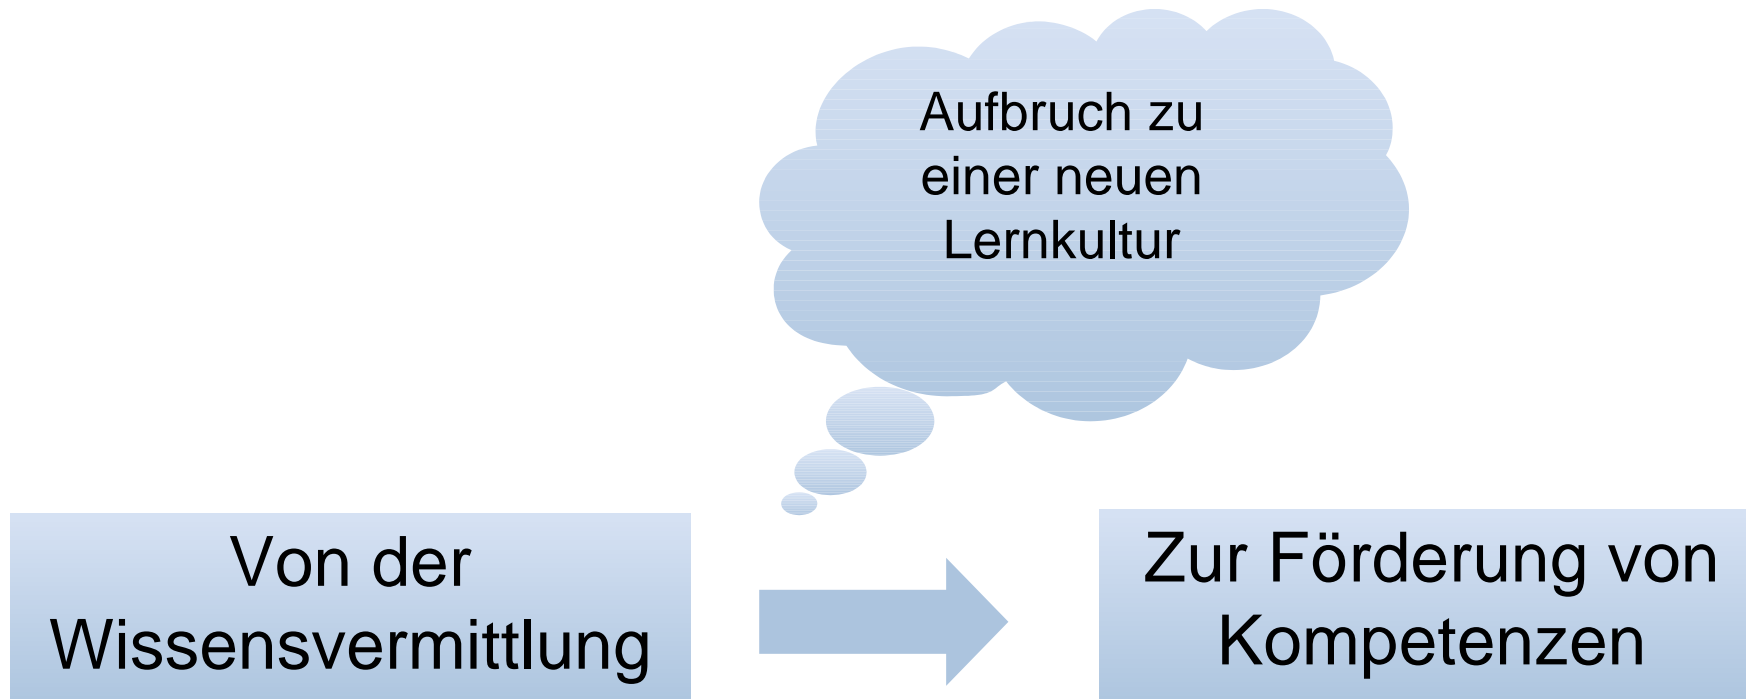 Aufbruch zu
einer neuen
Lernkultur
Von der
Wissensvermittlung
Zur Förderung von
Kompetenzen